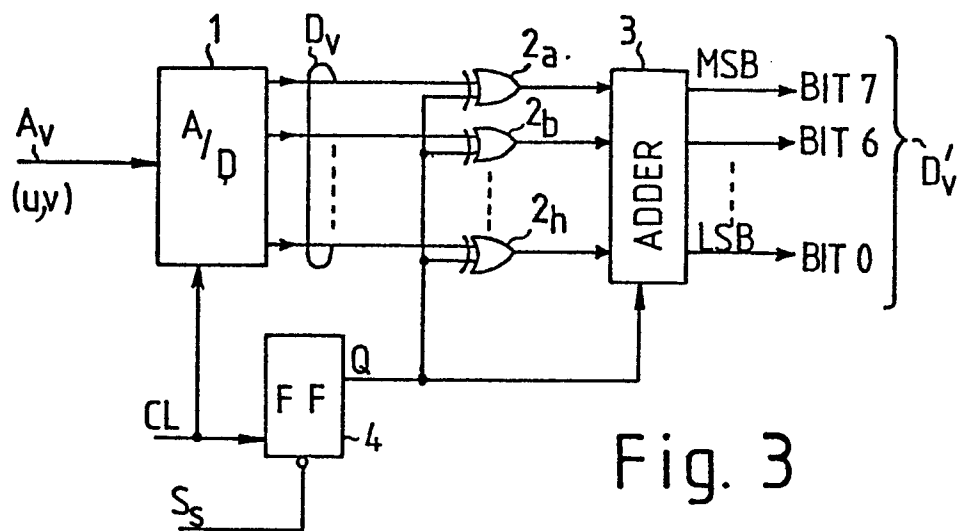 1
Dv
2a.
3
MSB
BIT 7
Av
(u,v)
A/D
2b
BIT 6
D'v
ADDER
2h
LSB
BIT 0
Q
FF
CL
4
Ss
Fig. 3